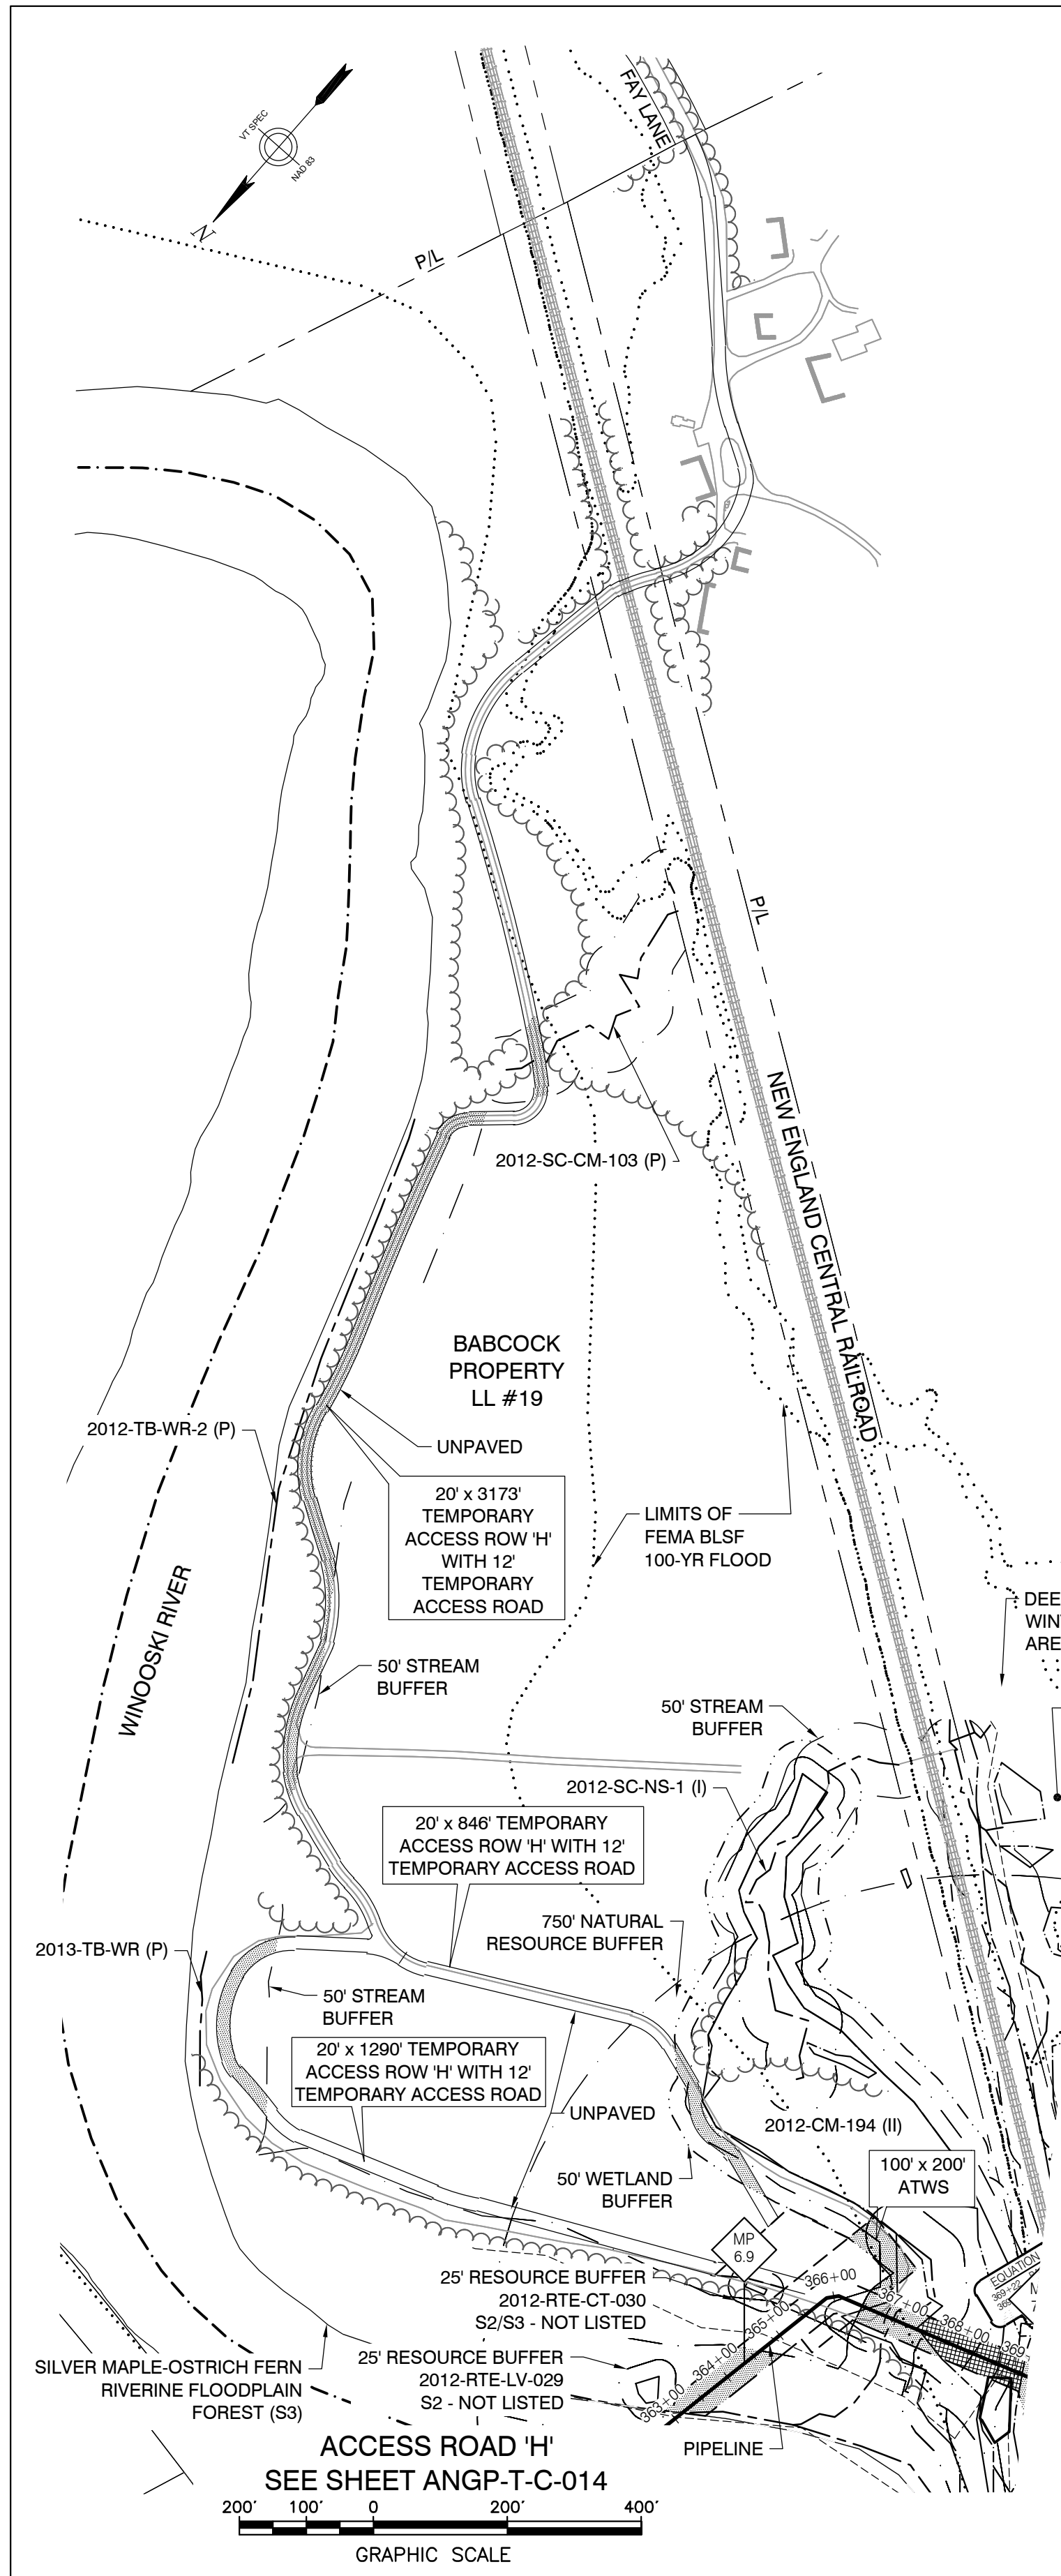 FAY LANE
VT SPEC
NAD 83
N
P/L
P/L
NEW ENGLAND CENTRAL RAILROAD
2012-SC-CM-103 (P)
BABCOCK
PROPERTY
LL #19
2012-TB-WR-2 (P)
UNPAVED
20' x 3173'
TEMPORARY
ACCESS ROW 'H'
WITH 12'
TEMPORARY
ACCESS ROAD
LIMITS OF
FEMA BLSF
100-YR FLOOD
WINOOSKI RIVER
50' STREAM
BUFFER
50' STREAM
BUFFER
2012-SC-NS-1 (I)
20' x 846' TEMPORARY
ACCESS ROW 'H' WITH 12'
TEMPORARY ACCESS ROAD
750' NATURAL
RESOURCE BUFFER
2013-TB-WR (P)
50' STREAM
BUFFER
20' x 1290' TEMPORARY
ACCESS ROW 'H' WITH 12'
TEMPORARY ACCESS ROAD
UNPAVED
2012-CM-194 (II)
50' WETLAND
BUFFER
100' x 200'
ATWS
MP
6.9
EQUATION
25' RESOURCE BUFFER
2012-RTE-CT-030
S2/S3 - NOT LISTED
25' RESOURCE BUFFER
2012-RTE-LV-029
S2 - NOT LISTED
363+00
364+00
365+00
366+00
367+00
368+00
369
SILVER MAPLE-OSTRICH FERN
RIVERINE FLOODPLAIN
FOREST (S3)
PIPELINE
ACCESS ROAD 'H'
SEE SHEET ANGP-T-C-014
200' 100' 0 200' 400'
GRAPHIC SCALE